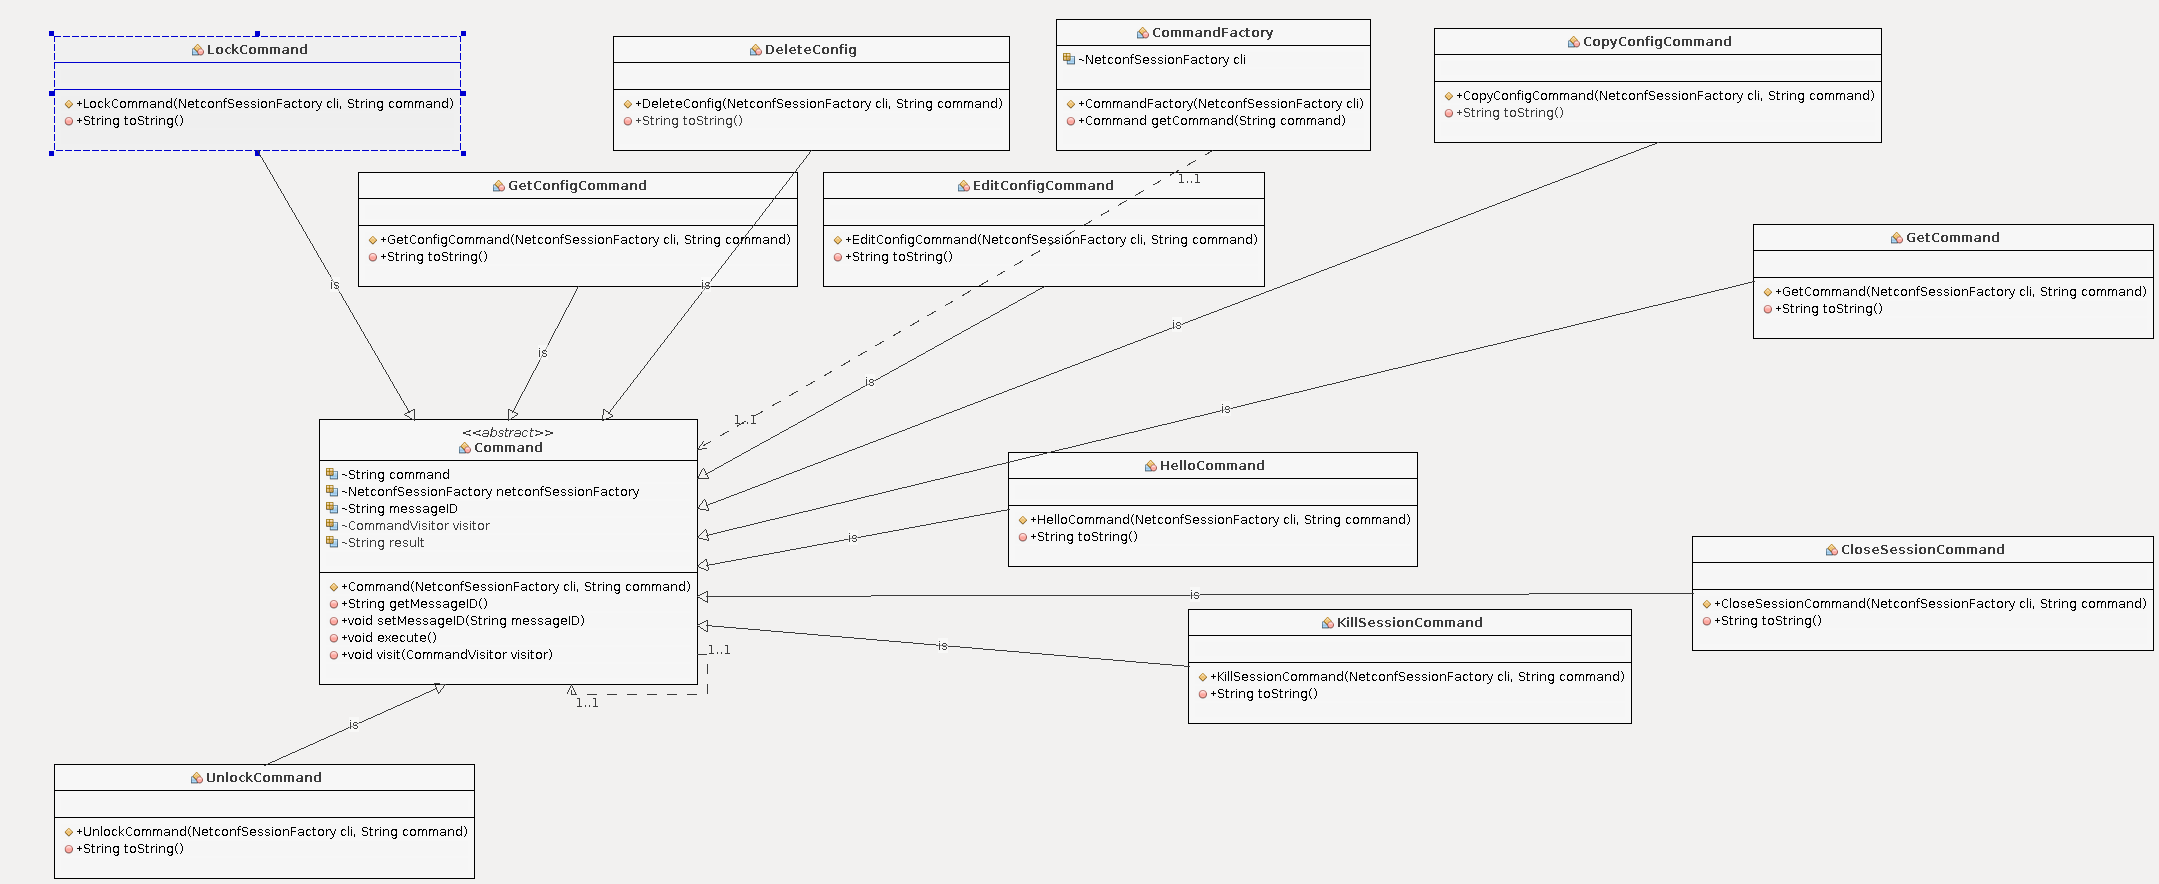 LockCommand
+LockCommand(NetconfSessionFactory cli, String command)
+String toString()
DeleteConfig
+DeleteConfig(NetconfSessionFactory cli, String command)
+String toString()
CommandFactory
~NetconfSessionFactory cli
+CommandFactory(NetconfSessionFactory cli)
+Command getCommand(String command)
CopyConfigCommand
+CopyConfigCommand(NetconfSessionFactory cli, String command)
+String toString()
GetConfigCommand
+GetConfigCommand(NetconfSessionFactory cli, String command)
+String toString()
EditConfigCommand
+EditConfigCommand(NetconfSessionFactory cli, String command)
+String toString()
1..1
GetCommand
+GetCommand(NetconfSessionFactory cli, String command)
+String toString()
is
is
is
is
is
is
1..1
<<abstract>>
Command
~String command
~NetconfSessionFactory netconfSessionFactory
~String messageID
~CommandVisitor visitor
~String result
+Command(NetconfSessionFactory cli, String command)
+String getMessageID()
+void setMessageID(String messageID)
+void execute()
+void visit(CommandVisitor visitor)
HelloCommand
+HelloCommand(NetconfSessionFactory cli, String command)
+String toString()
is
CloseSessionCommand
+CloseSessionCommand(NetconfSessionFactory cli, String command)
+String toString()
is
KillSessionCommand
+KillSessionCommand(NetconfSessionFactory cli, String command)
+String toString()
is
1..1
1..1
is
UnlockCommand
+UnlockCommand(NetconfSessionFactory cli, String command)
+String toString()